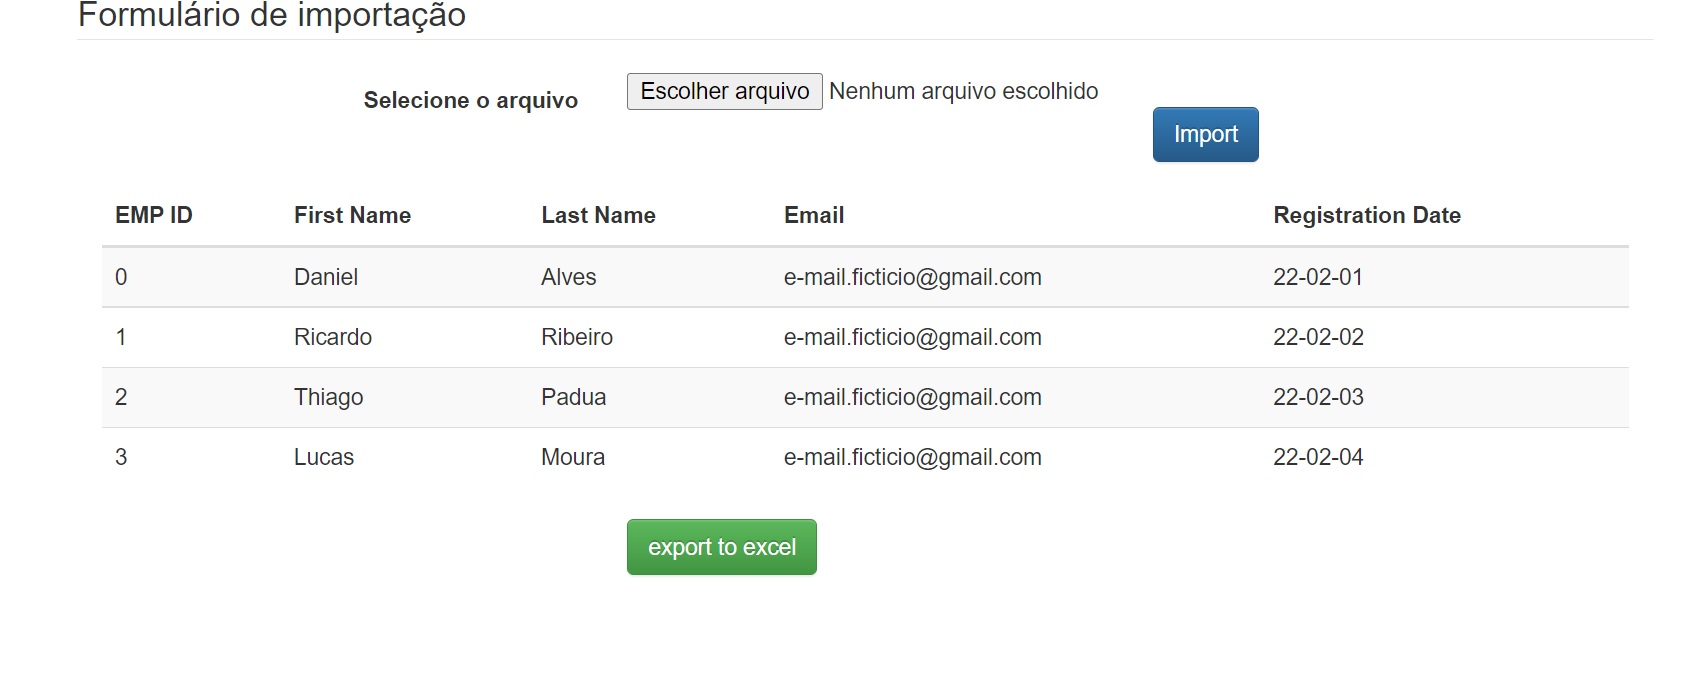 Formulário de importação
Selecione o arquivo Escolher arquivo Nenhum arquivo escolhido
Import
EMP ID First Name Last Name Email Registration Date
0 Daniel Alves e-mail.ficticio@gmail.com 22-02-01
1 Ricardo Ribeiro e-mail.ficticio@gmail.com 22-02-02
2 Thiago Padua e-mail.ficticio@gmail.com 22-02-03
3 Lucas Moura e-mail.ficticio@gmail.com 22-02-04
export to excel